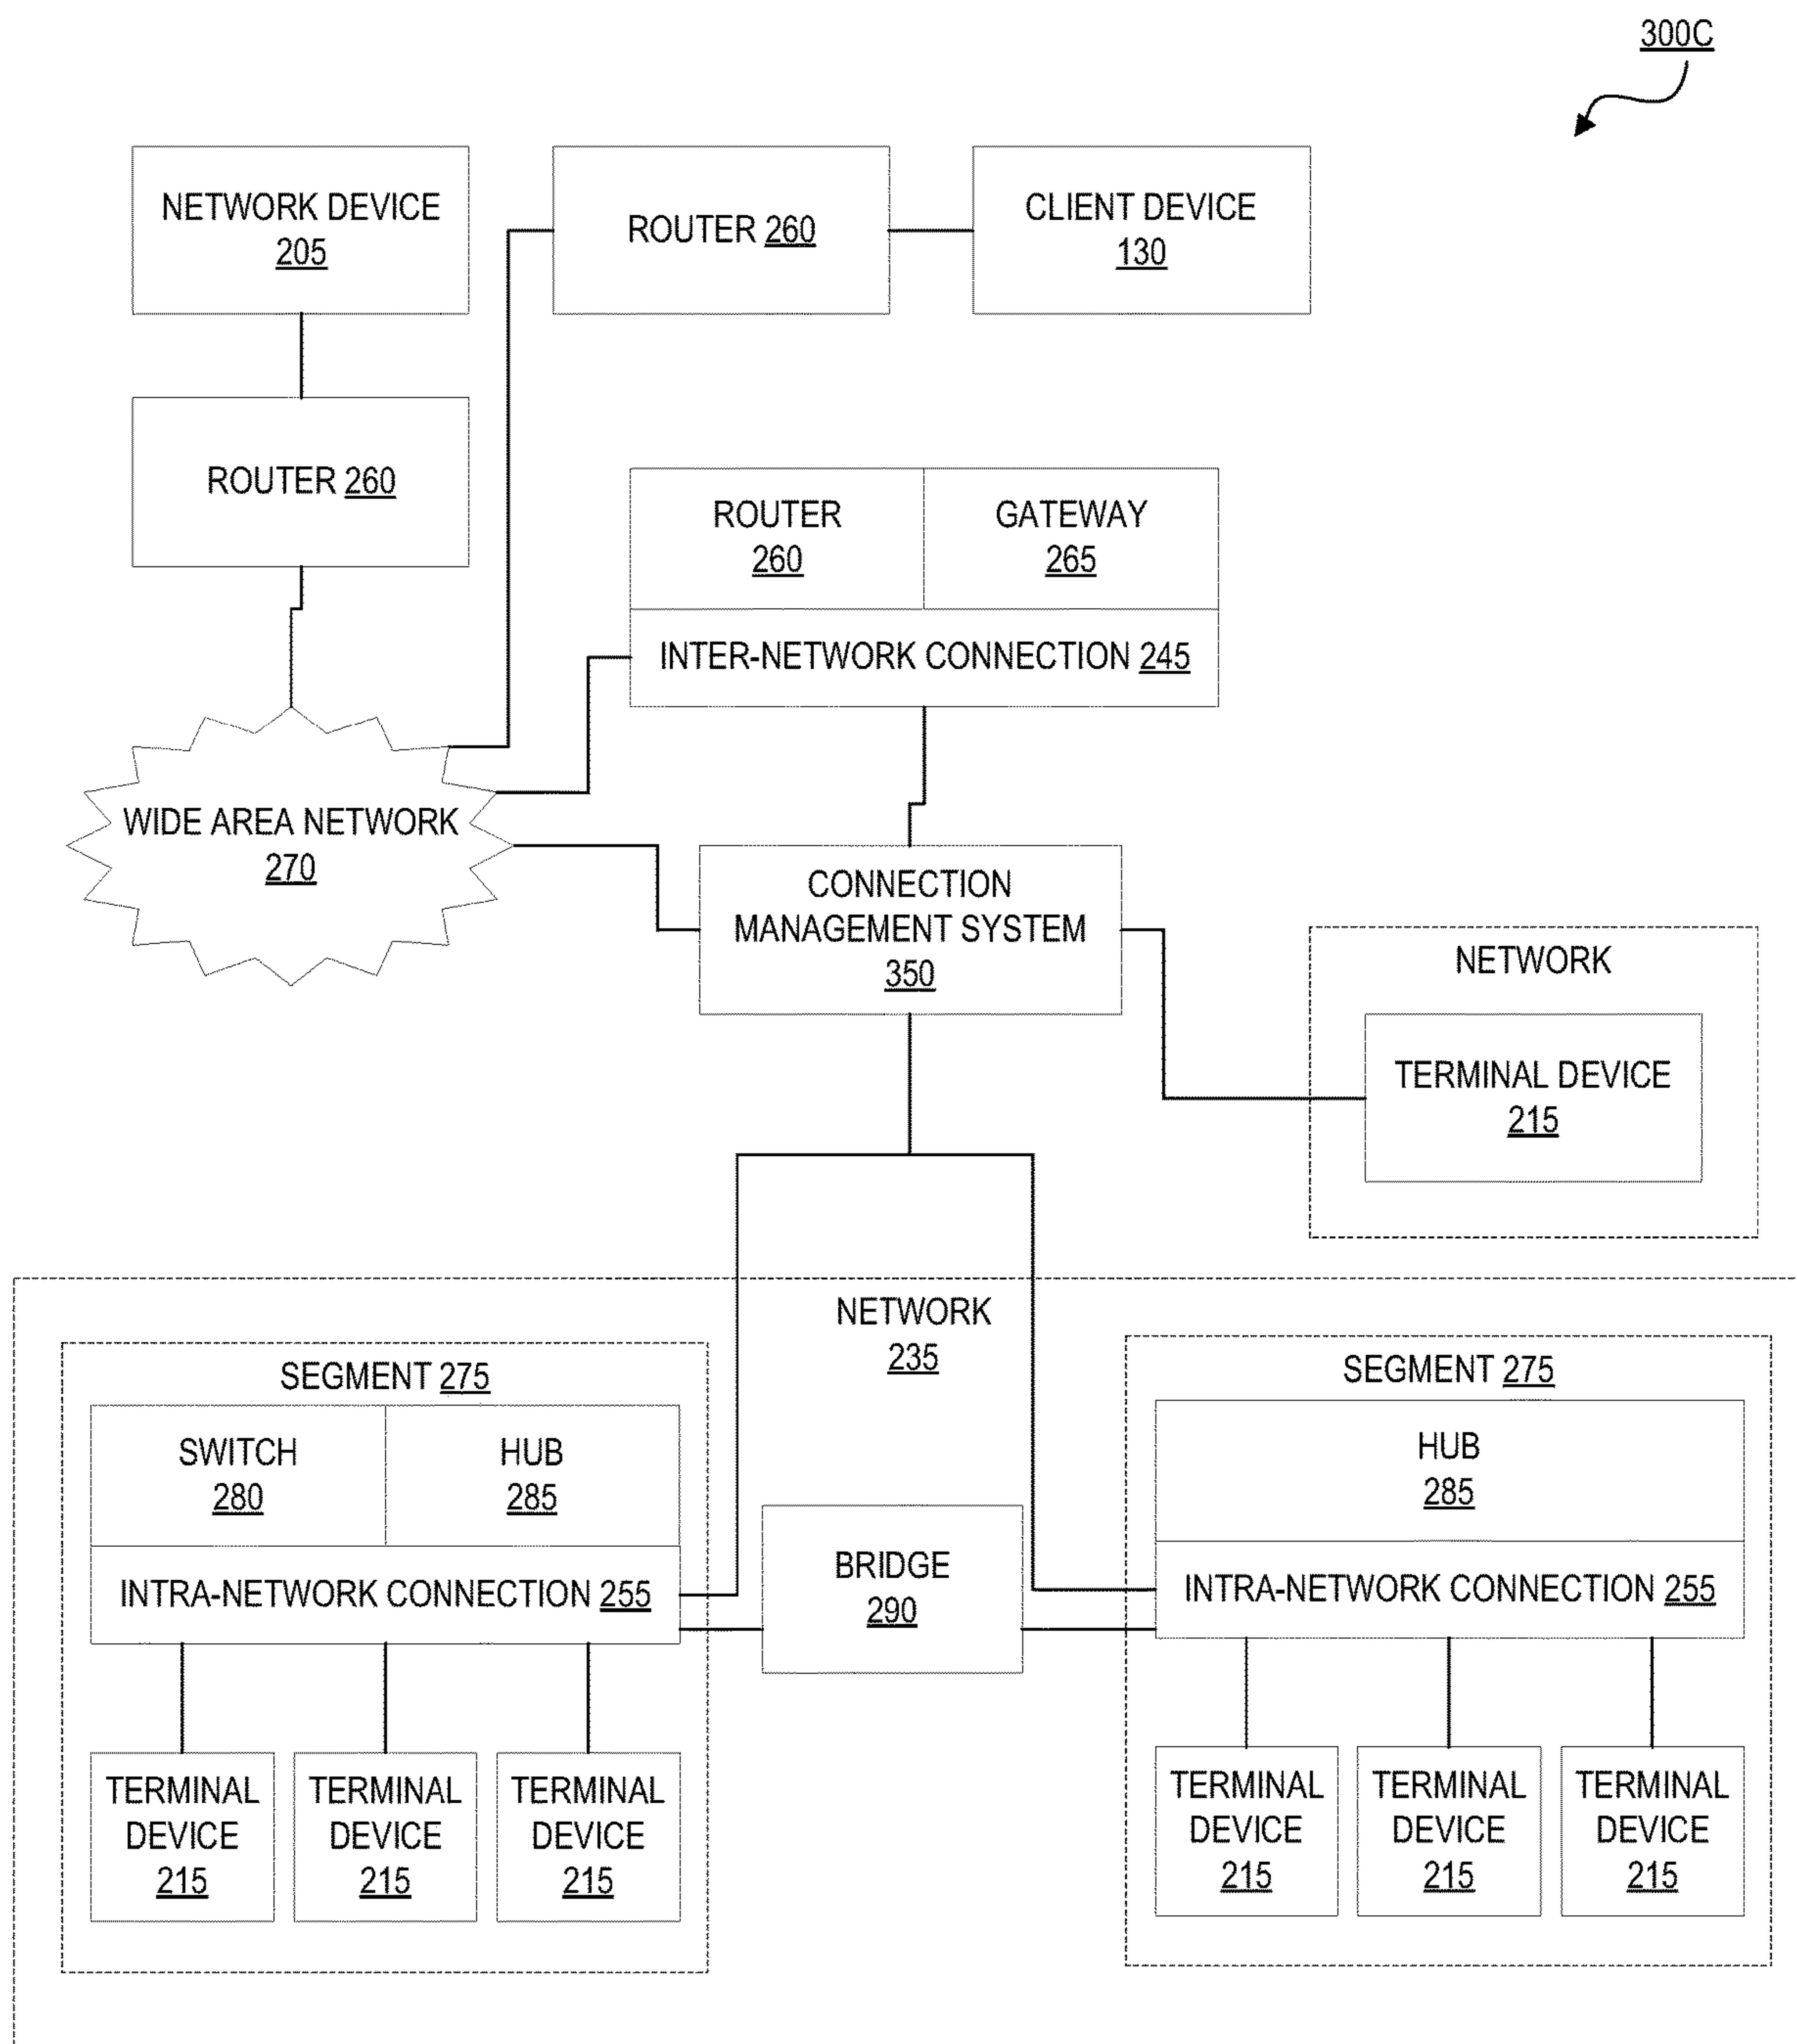 300C
NETWORK DEVICE
205
ROUTER 260
CLIENT DEVICE
130
ROUTER 260
ROUTER
260
GATEWAY
265
INTER-NETWORK CONNECTION 245
WIDE AREA NETWORK
270
CONNECTION
MANAGEMENT SYSTEM
350
NETWORK
TERMINAL DEVICE
215
NETWORK
235
SEGMENT 275
SWITCH
280
HUB
285
INTRA-NETWORK CONNECTION 255
TERMINAL
DEVICE
215
TERMINAL
DEVICE
215
TERMINAL
DEVICE
215
BRIDGE
290
SEGMENT 275
HUB
285
INTRA-NETWORK CONNECTION 255
TERMINAL
DEVICE
215
TERMINAL
DEVICE
215
TERMINAL
DEVICE
215